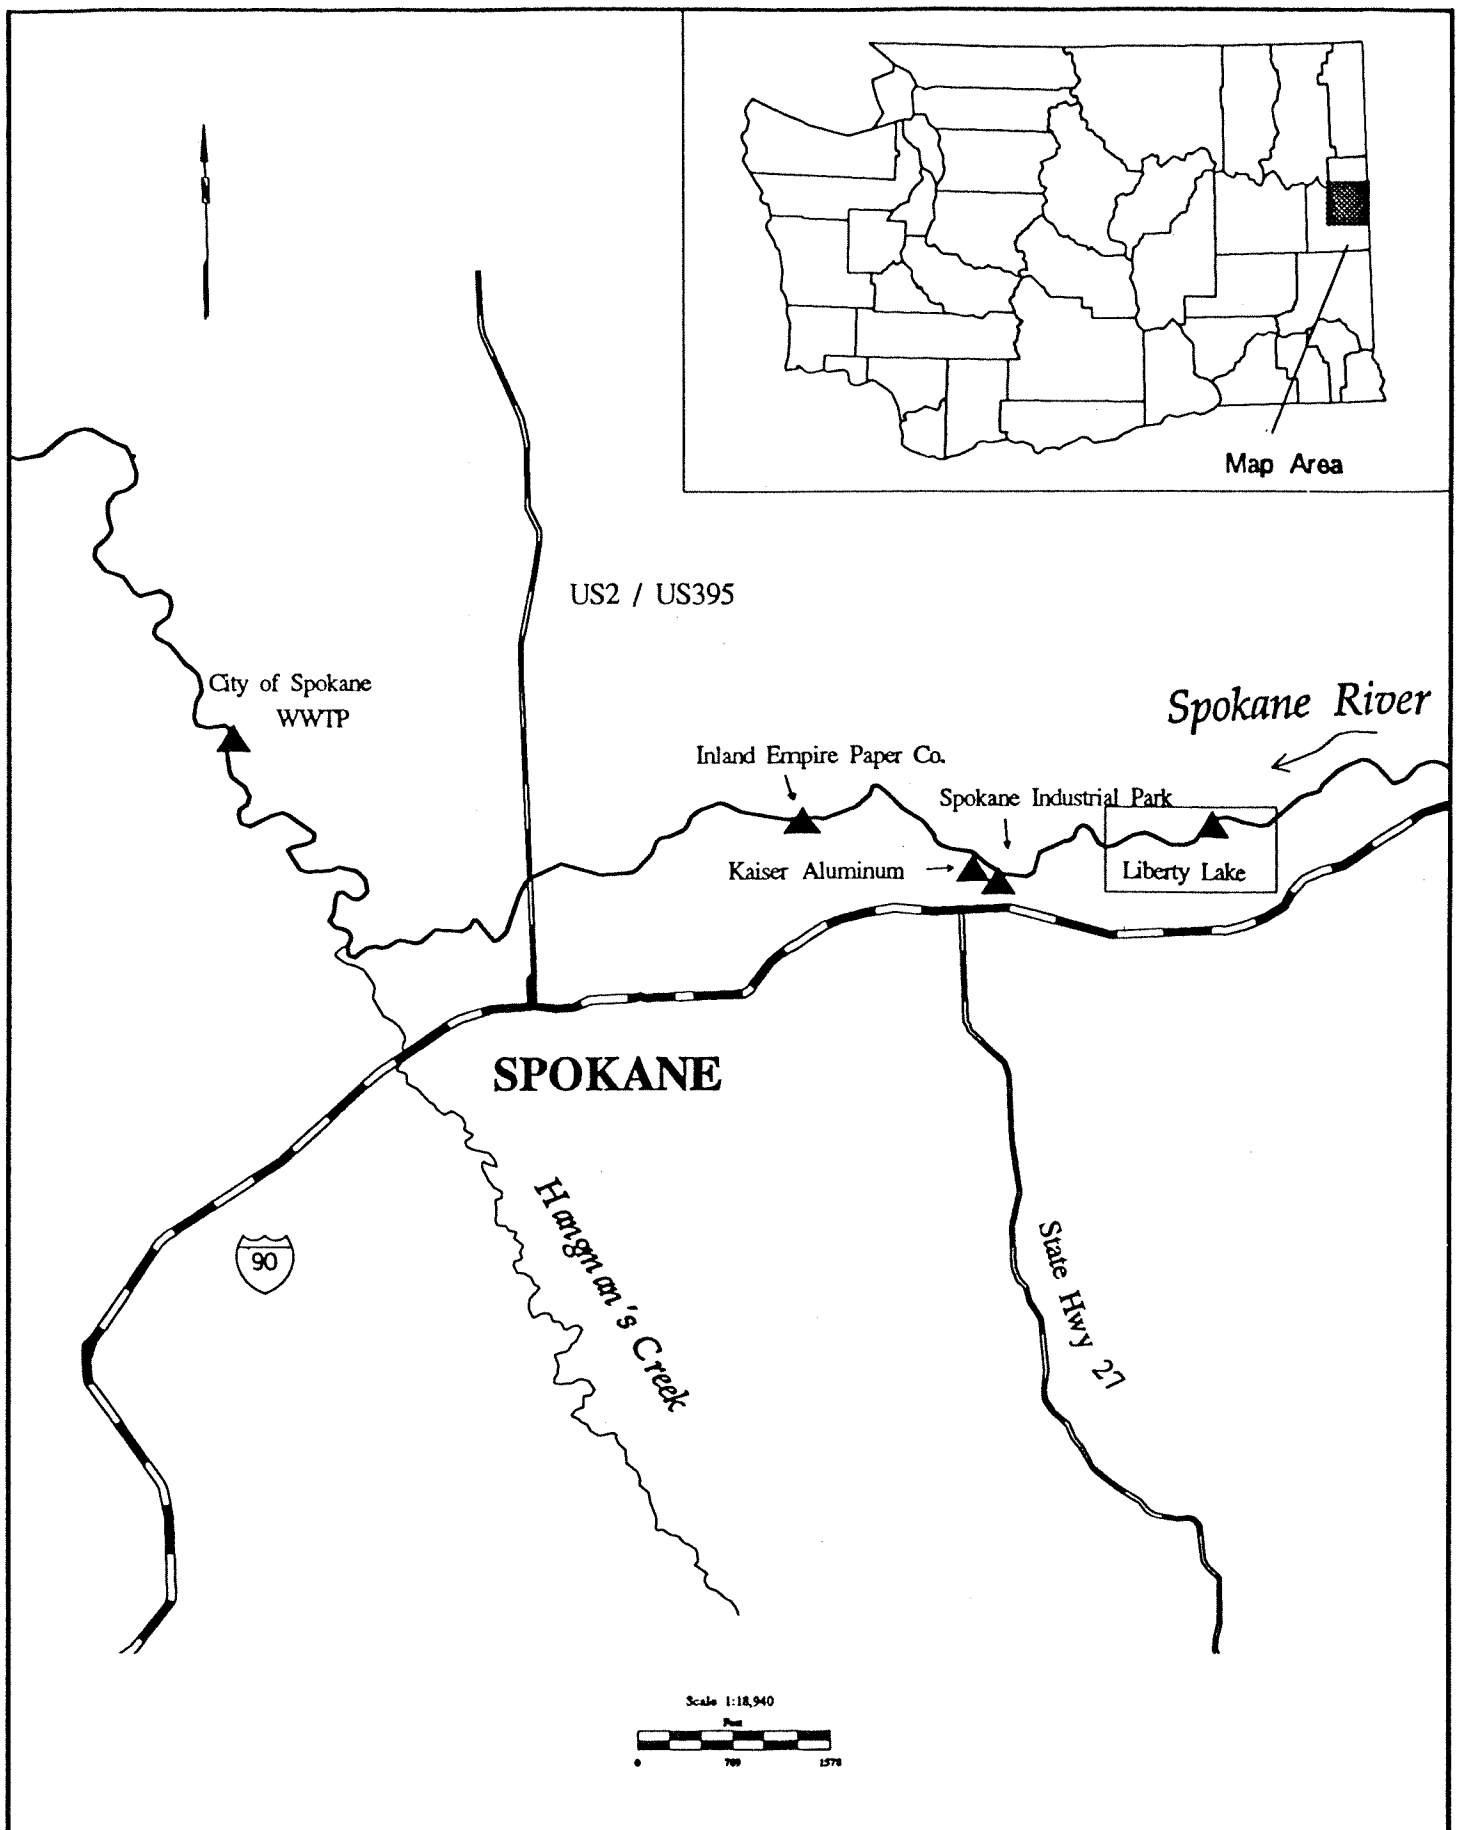 Map Area
US2 / US395
City of Spokane
WWTP
Spokane River
Inland Empire Paper Co.
Spokane Industrial Park
Kaiser Aluminum
Liberty Lake
SPOKANE
Hangman's Creek
90
State Hwy 27
Scale 1:18,940
Feet
0 789 1578